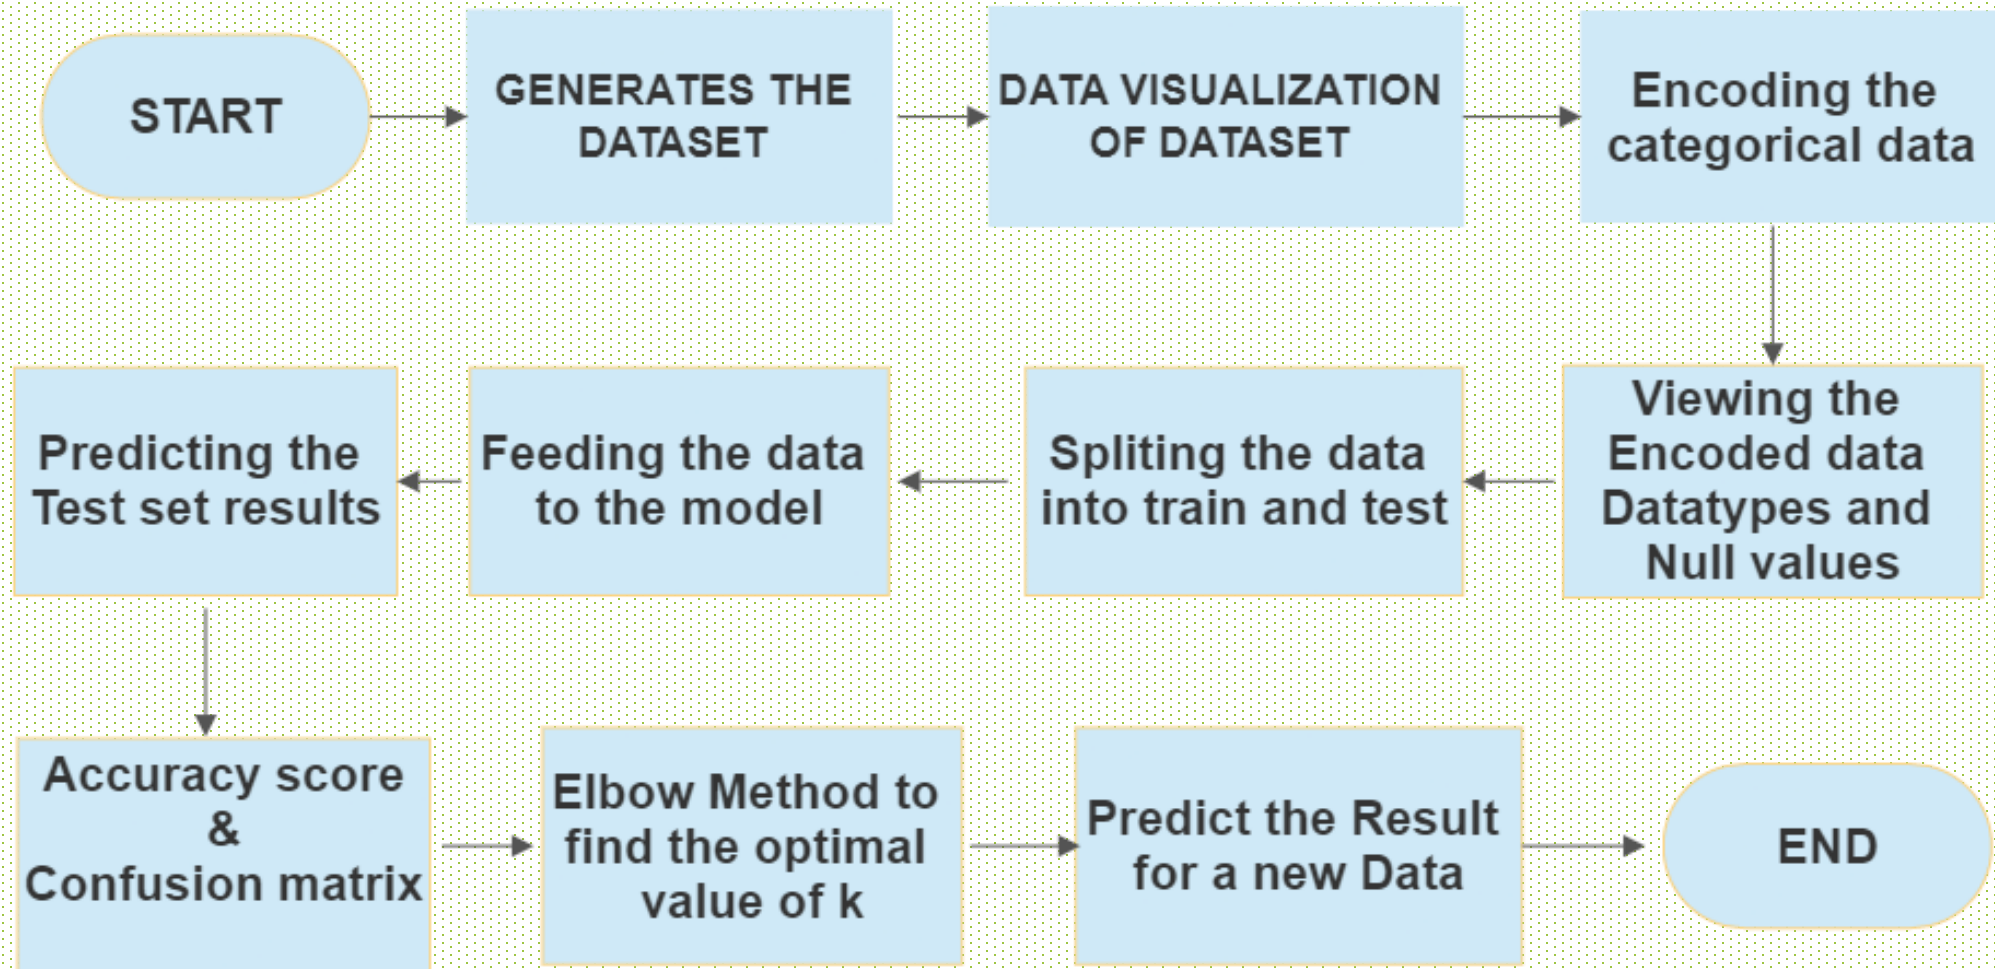 START
GENERATES THE
DATASET
DATA VISUALIZATION
OF DATASET
Encoding the
categorical data
Viewing the
Encoded data
Datatypes and
Null values
Spliting the data
into train and test
Feeding the data
to the model
Predicting the
Test set results
Accuracy score
&
Confusion matrix
Elbow Method to
find the optimal
value of k
Predict the Result
for a new Data
END